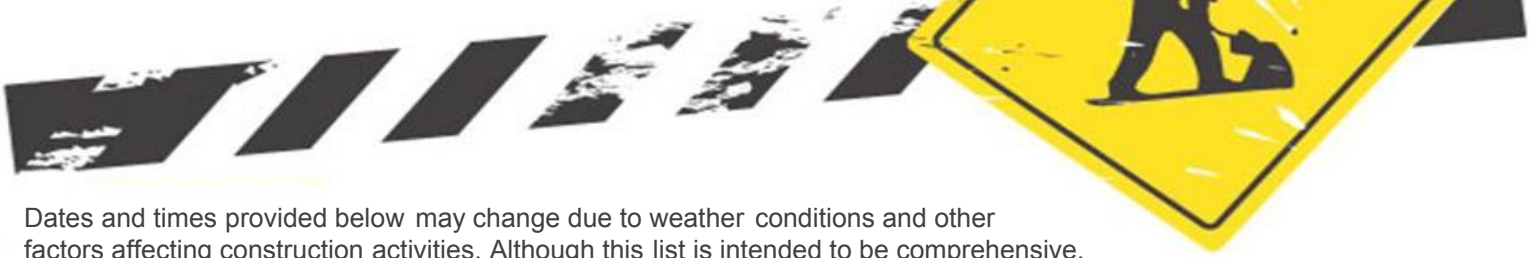 Dates and times provided below may change due to weather conditions and other
factors affecting construction activities. Although this list is intended to be comprehensive,